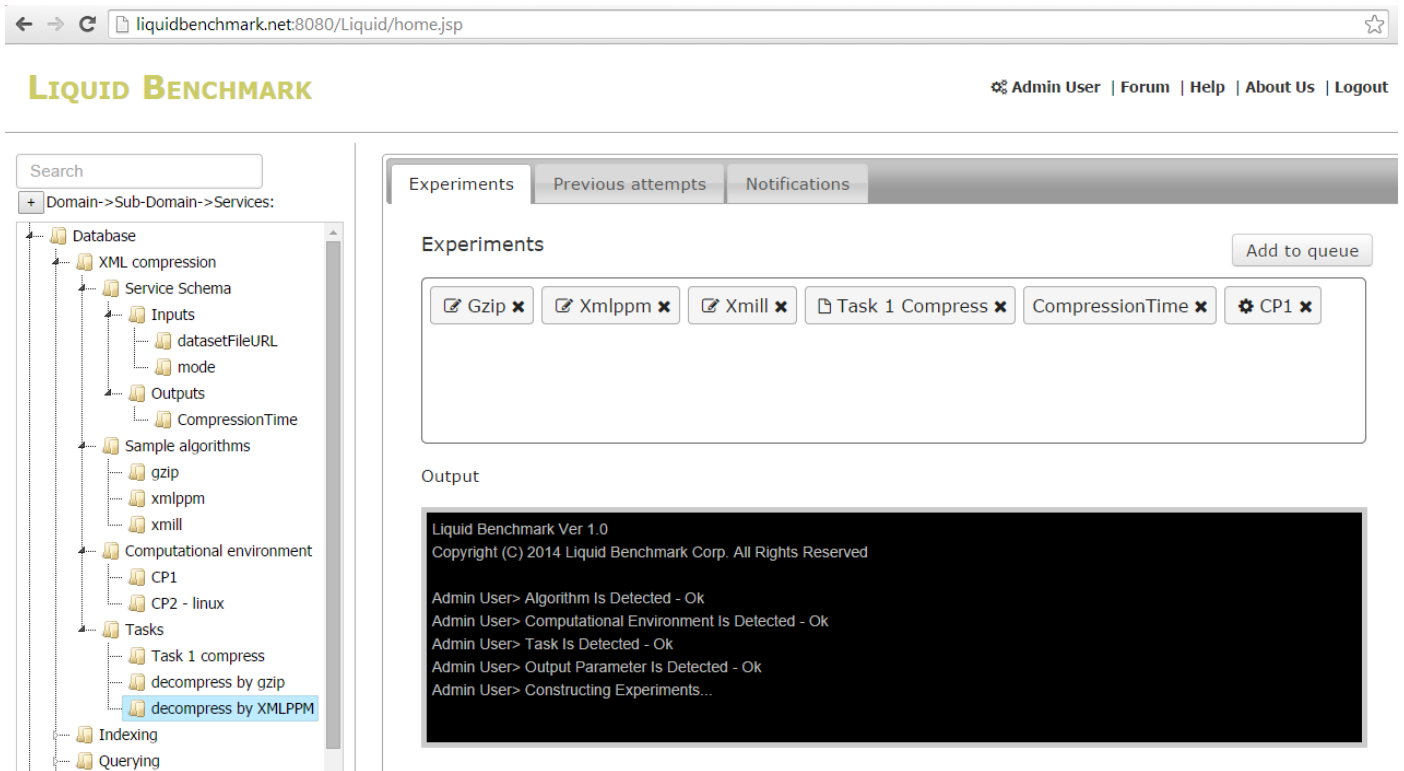 liquidbenchmark.net:8080/Liquid/home.jsp
LIQUID BENCHMARK
Admin User | Forum | Help | About Us | Logout
Search
+ Domain->Sub-Domain->Services:
Database
XML compression
Service Schema
Inputs
datasetFileURL
mode
Outputs
CompressionTime
Sample algorithms
gzip
xmlppm
xmill
Computational environment
CP1
CP2 - linux
Tasks
Task 1 compress
decompress by gzip
decompress by XMLPPM
Indexing
Querying
Experiments Previous attempts Notifications
Experiments
Add to queue
Gzip Xmlppm Xmill Task 1 Compress CompressionTime CP1
Output
Liquid Benchmark Ver 1.0
Copyright (C) 2014 Liquid Benchmark Corp. All Rights Reserved
Admin User> Algorithm Is Detected - Ok
Admin User> Computational Environment Is Detected - Ok
Admin User> Task Is Detected - Ok
Admin User> Output Parameter Is Detected - Ok
Admin User> Constructing Experiments...